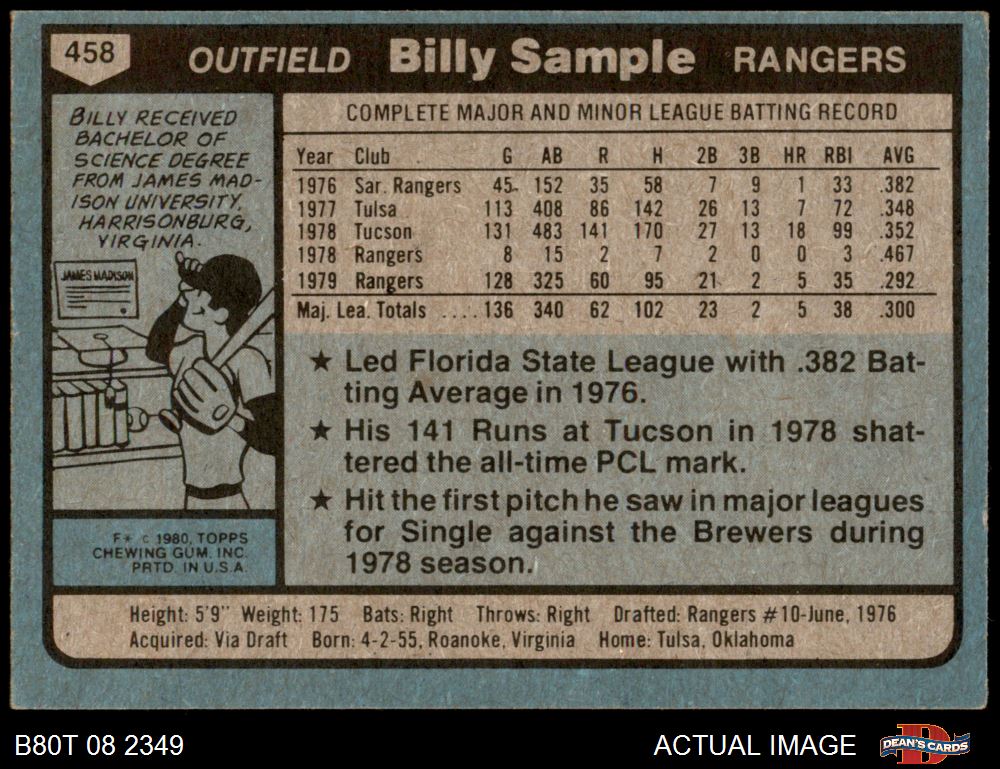 458
OUTFIELD Billy Sample RANGERS
BILLY RECEIVED
BACHELOR OF
SCIENCE DEGREE
FROM JAMES MAD-
ISON UNIVERSITY,
HARRISONBURG,
VIRGINIA.
JAMES MADISON
F* © 1980, TOPPS
CHEWING GUM, INC.
PRTD. IN U.S.A.
COMPLETE MAJOR AND MINOR LEAGUE BATTING RECORD
Year Club G AB R H 2B 3B HR RBI AVG
1976 Sar. Rangers 45 152 35 58 7 9 1 33 .382
1977 Tulsa 113 408 86 142 26 13 7 72 .348
1978 Tucson 131 483 141 170 27 13 18 99 .352
1978 Rangers 8 15 2 7 2 0 0 3 .467
1979 Rangers 128 325 60 95 21 2 5 35 .292
Maj. Lea. Totals .... 136 340 62 102 23 2 5 38 .300
★ Led Florida State League with .382 Bat-
ting Average in 1976.
★ His 141 Runs at Tucson in 1978 shat-
tered the all-time PCL mark.
★ Hit the first pitch he saw in major leagues
for Single against the Brewers during
1978 season.
Height: 5'9" Weight: 175 Bats: Right Throws: Right Drafted: Rangers #10-June, 1976
Acquired: Via Draft Born: 4-2-55, Roanoke, Virginia Home: Tulsa, Oklahoma
B80T 08 2349 ACTUAL IMAGE
D
DEAN'S CARDS